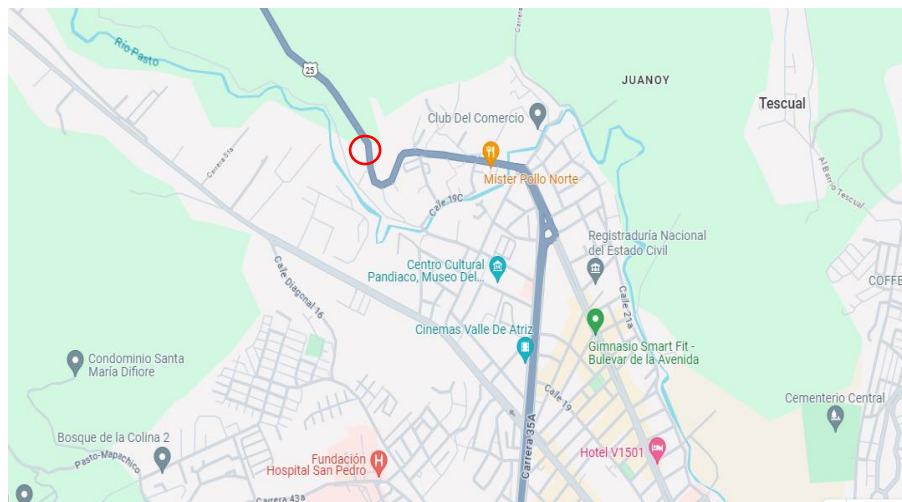 Carrera
Río Pasto
25
JUANOY
Tescual
Club Del Comercio
Carrera 51a
Mister Pollo Norte
Al Barrio Tescual
Calle 19C
Registraduría Nacional
del Estado Civil
Centro Cultural
Pandiaco, Museo Del...
Calle Diagonal 16
COFFE
Calle 21a
Cinemas Valle De Atriz
Gimnasio Smart Fit -
Bulevar de la Avenida
Condominio Santa
María Difiore
Calle 19
Cementerio Central
Carrera 35A
Bosque de la Colina 2
Hotel V1501
Pasto-Mapachico
Fundación
Hospital San Pedro
H
Carrera 43a